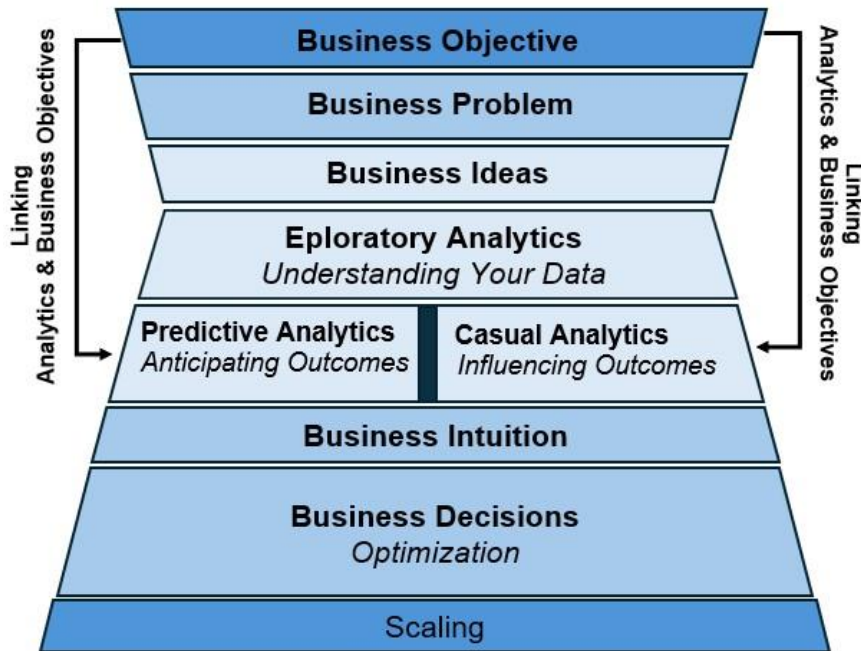 Business Objective
Business Problem
Business Ideas
Eploratory Analytics
Understanding Your Data
Predictive Analytics
Anticipating Outcomes
Casual Analytics
Influencing Outcomes
Business Intuition
Business Decisions
Optimization
Scaling
Linking
Analytics & Business Objectives
Linking
Analytics & Business Objectives